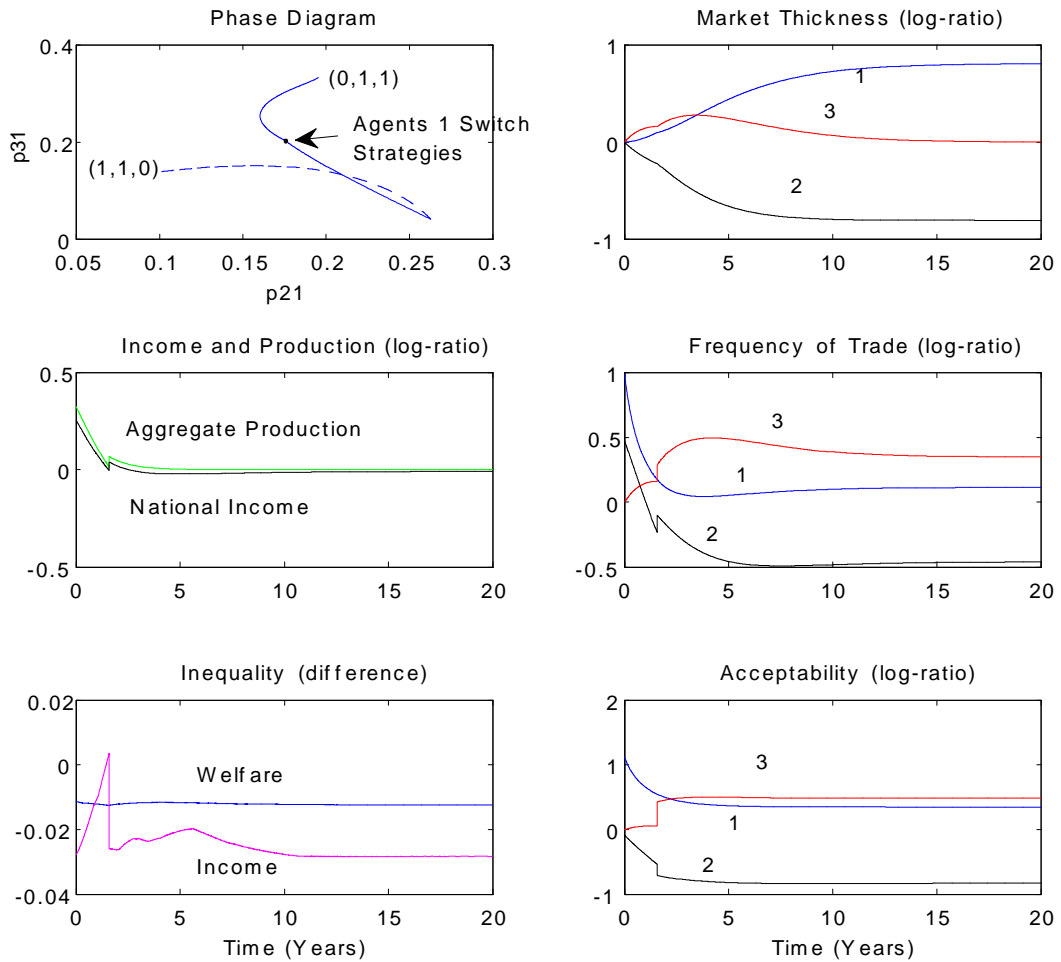 Phase Diagram
0.4
0.2
0
p31
(0,1,1)
Agents 1 Switch
Strategies
(1,1,0)
0.05 0.1 0.15 0.2 0.25 0.3
p21
Market Thickness (log-ratio)
1
0
-1
1
3
2
0 5 10 15 20
Income and Production (log-ratio)
0.5
0
-0.5
Aggregate Production
National Income
0 5 10 15 20
Frequency of Trade (log-ratio)
1
0.5
0
-0.5
3
1
2
0 5 10 15 20
Inequality (difference)
0.02
0
-0.02
-0.04
Welfare
Income
0 5 10 15 20
Time (Years)
Acceptability (log-ratio)
2
1
0
-1
3
1
2
0 5 10 15 20
Time (Years)